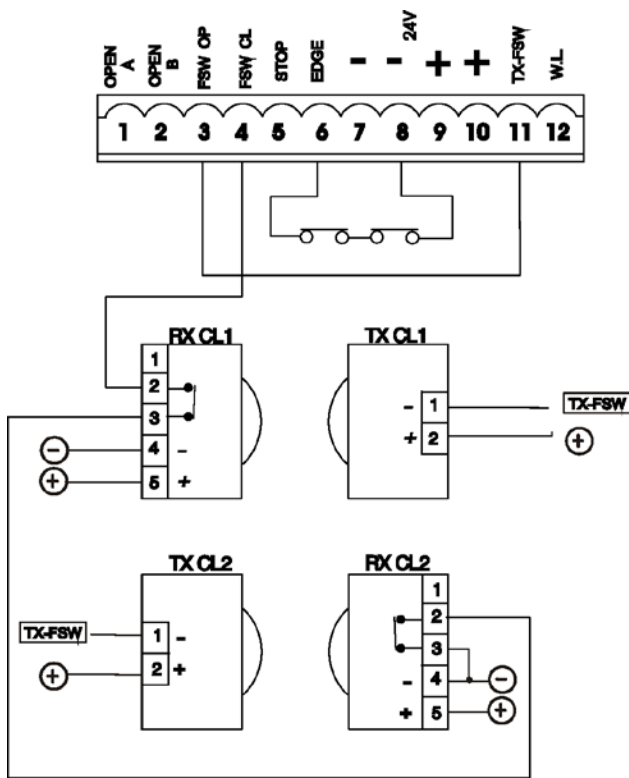 OPEN A
OPEN B
FSW OP
FSW CL
STOP
EDGE
-
-
24V
+
+
TX-FSW
W.L
1 2 3 4 5 6 7 8 9 10 11 12
RX CL1
1
2
3
4 -
5 +
-
+
TX CL1
- 1
+ 2
TX-FSW
+
TX CL2
1 -
2 +
TX-FSW
+
RX CL2
1
2
3
- 4
+ 5
-
+